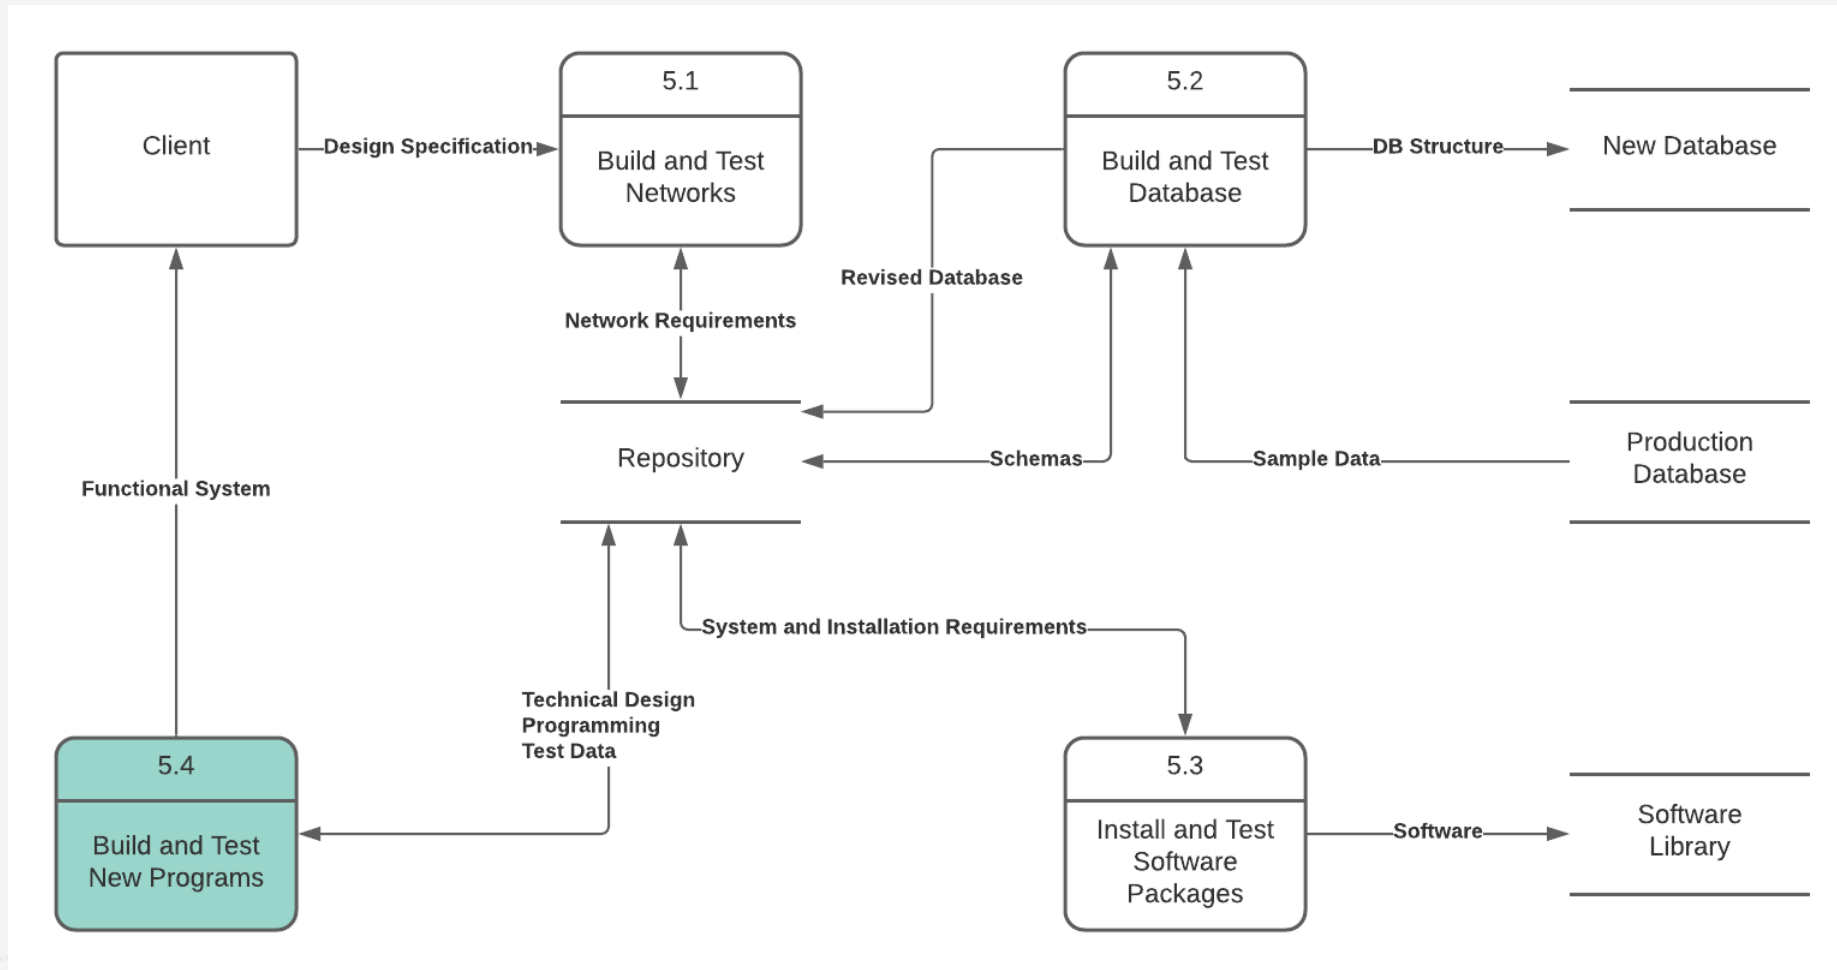 Client
Design Specification
5.1
Build and Test
Networks
5.2
Build and Test
Database
DB Structure
New Database
Revised Database
Network Requirements
Repository
Schemas
Sample Data
Production
Database
Functional System
System and Installation Requirements
Technical Design
Programming
Test Data
5.4
Build and Test
New Programs
5.3
Install and Test
Software
Packages
Software
Software
Library